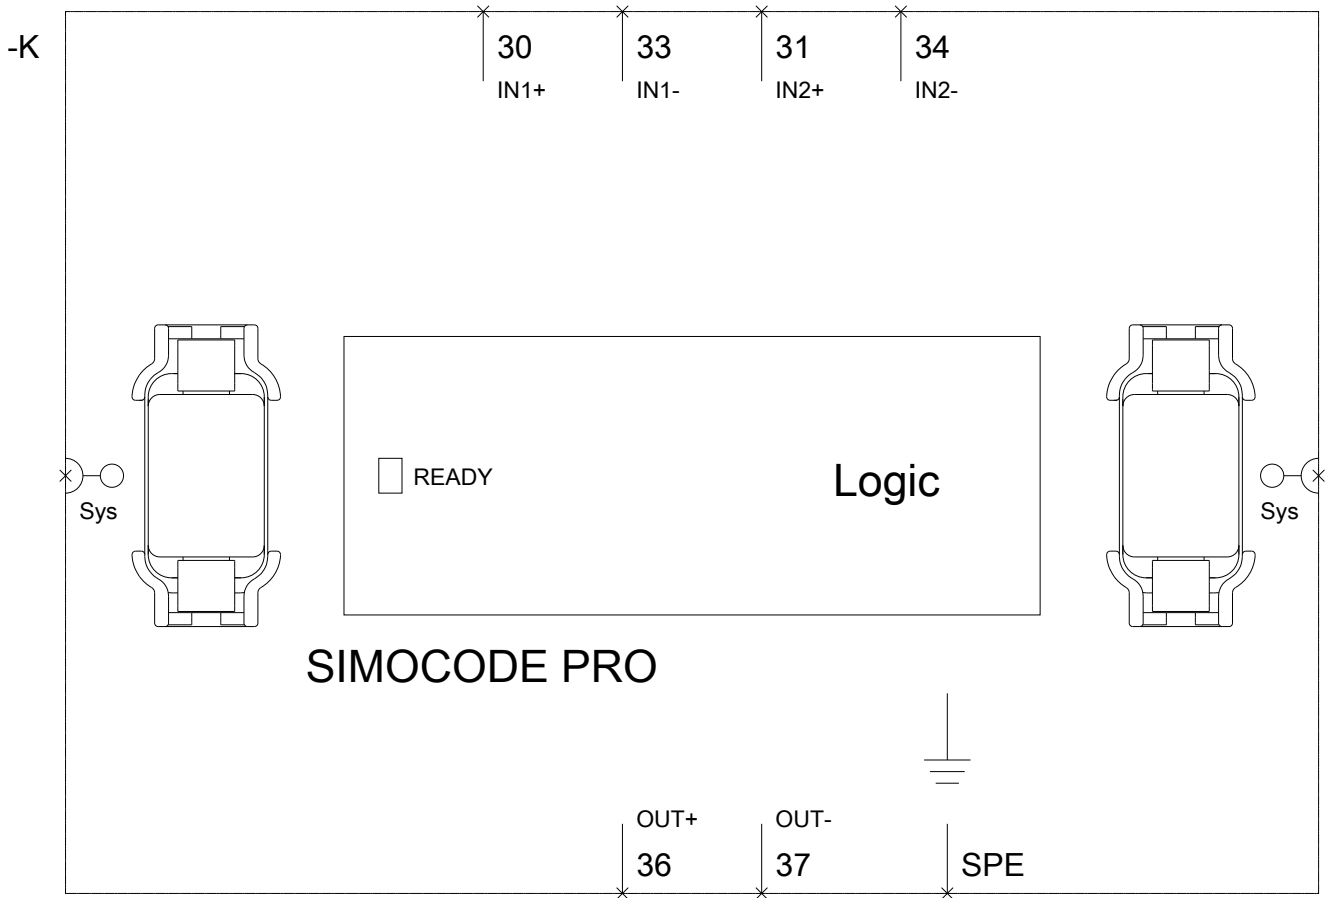 -K
30 33 31 34
IN1+ IN1- IN2+ IN2-
READY Logic
Sys Sys
SIMOCODE PRO
OUT+ OUT-
36 37 SPE